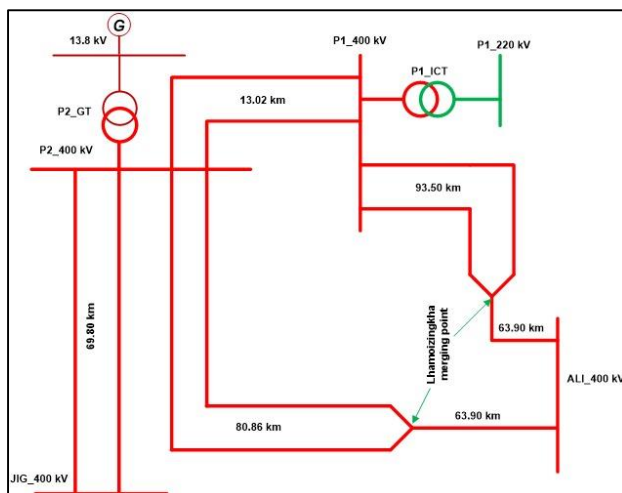 G
13.8 kV
P1_400 kV
P1_220 kV
P1_ICT
13.02 km
P2_GT
P2_400 kV
93.50 km
69.80 km
Lhamoizingkha
merging point
63.90 km
ALI_400 kV
80.86 km
63.90 km
JIG_400 kV